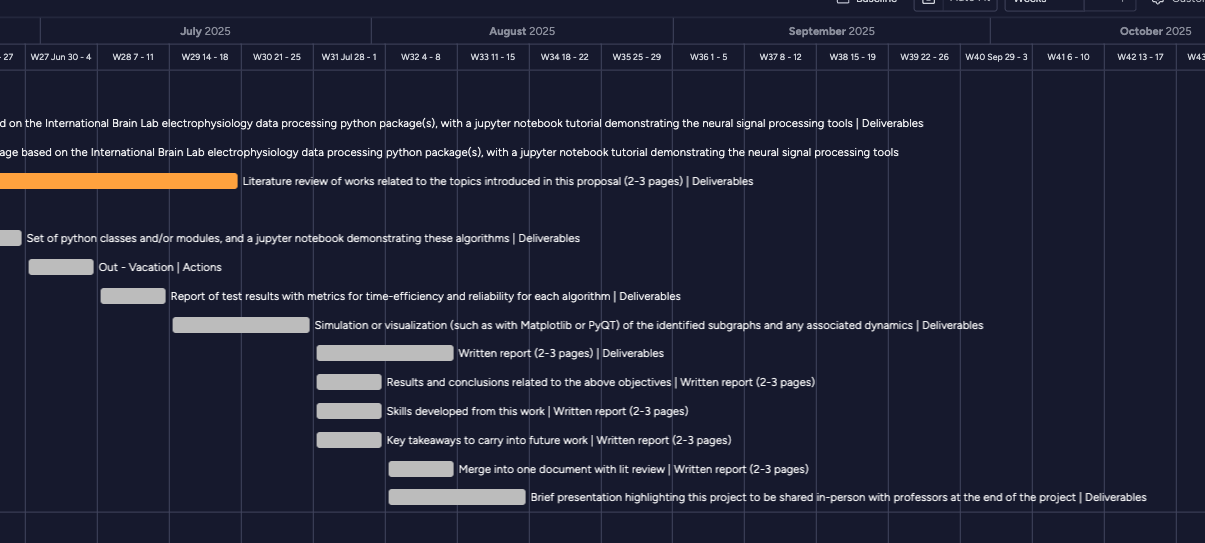 Baseline
Weeks
July 2025
August 2025
September 2025
October 2025
- 27
W27 Jun 30 - 4
W28 7 - 11
W29 14 - 18
W30 21 - 25
W31 Jul 28 - 1
W32 4 - 8
W33 11 - 15
W34 18 - 22
W35 25 - 29
W36 1 - 5
W37 8 - 12
W38 15 - 19
W39 22 - 26
W40 Sep 29 - 3
W41 6 - 10
W42 13 - 17
W43
d on the International Brain Lab electrophysiology data processing python package(s), with a jupyter notebook tutorial demonstrating the neural signal processing tools | Deliverables
age based on the International Brain Lab electrophysiology data processing python package(s), with a jupyter notebook tutorial demonstrating the neural signal processing tools
Literature review of works related to the topics introduced in this proposal (2-3 pages) | Deliverables
Set of python classes and/or modules, and a jupyter notebook demonstrating these algorithms | Deliverables
Out - Vacation | Actions
Report of test results with metrics for time-efficiency and reliability for each algorithm | Deliverables
Simulation or visualization (such as with Matplotlib or PyQT) of the identified subgraphs and any associated dynamics | Deliverables
Written report (2-3 pages) | Deliverables
Results and conclusions related to the above objectives | Written report (2-3 pages)
Skills developed from this work | Written report (2-3 pages)
Key takeaways to carry into future work | Written report (2-3 pages)
Merge into one document with lit review | Written report (2-3 pages)
Brief presentation highlighting this project to be shared in-person with professors at the end of the project | Deliverables